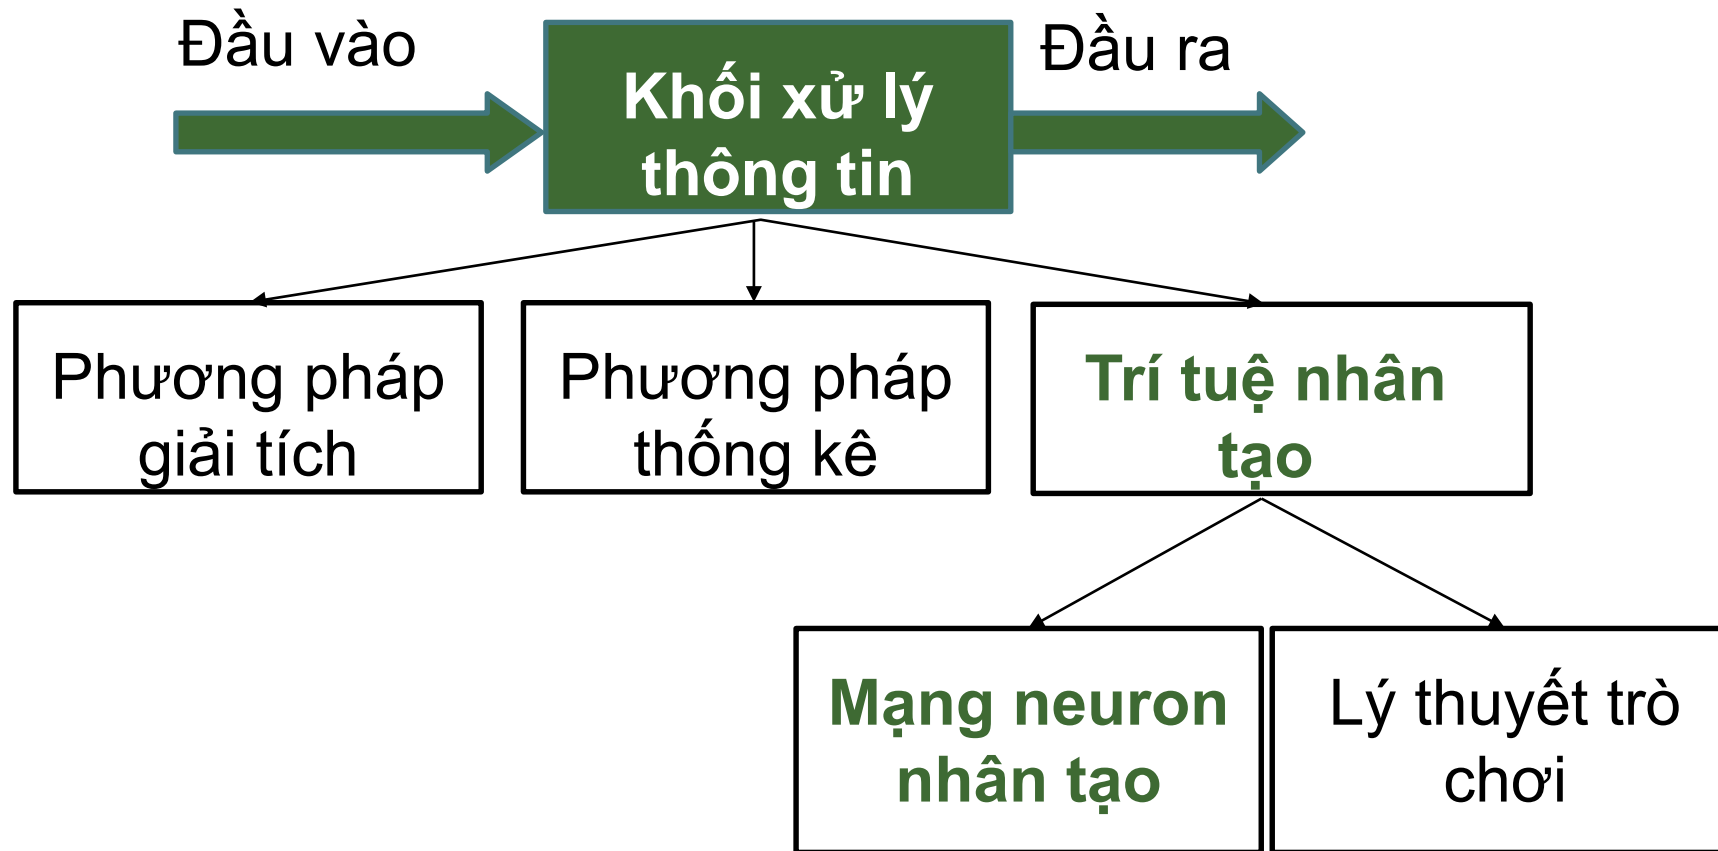 Đầu vào
Khối xử lý
thông tin
Đầu ra
Phương pháp
giải tích
Phương pháp
thống kê
Trí tuệ nhân
tạo
Mạng neuron
nhân tạo
Lý thuyết trò
chơi